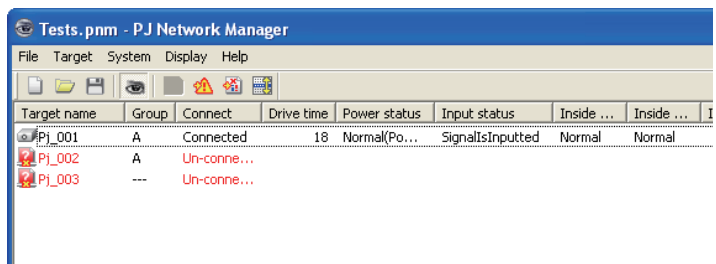 Tests.pnm - PJ Network Manager
File Target System Display Help
Target name Group Connect Drive time Power status Input status Inside ... Inside ...
Pj_001 A Connected 18 Normal(Po... SignalIsInputted Normal Normal
Pj_002 A Un-conne...
Pj_003 --- Un-conne...